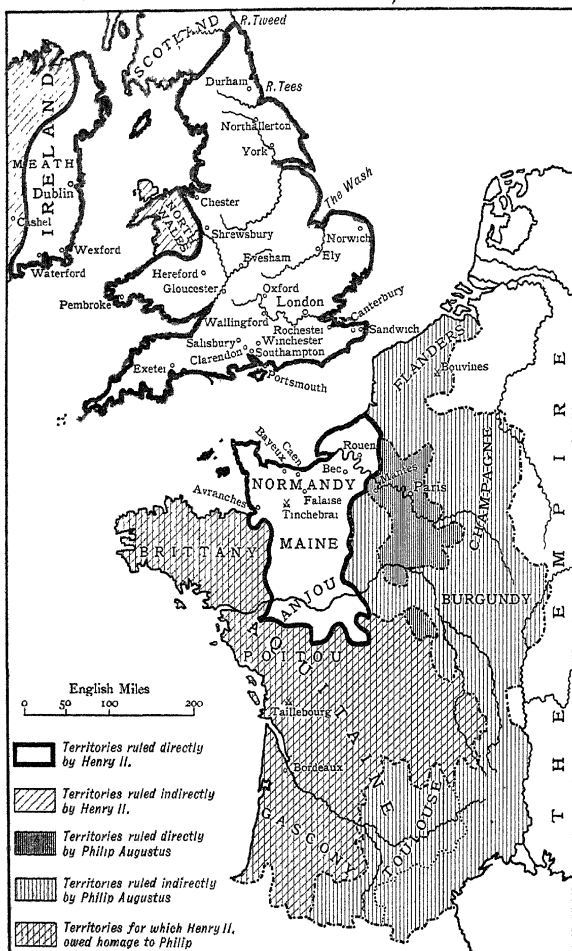 R. Tweed
SCOTLAND
Durham
R. Tees
Northallerton
York
IRELAND
MEATH
Dublin
Cashel
Wexford
Waterford
The Wash
Chester
NORTH
WALES
Shrewsbury
Norwich
Ely
Evesham
Hereford
Gloucester
Oxford
London
Pembroke
Wallingford
Canterbury
Rochester
Sandwich
Salisbury
Winchester
Clarendon
Southampton
Exeter
Portsmouth
FLANDERS
Bouvines
Bayeux
Caen
Rouen
Bec
Mantes
Paris
NORMANDY
Falaise
Avranches
Tinchebrai
CHAMPAGNE
MAINE
BRITTANY
ANJOU
BURGUNDY
THE EMPIRE
POITOU
AQUITAINE
Taillebourg
Bordeaux
GASCONY
TOULOUSE
English Miles
0 50 100 200
Territories ruled directly
by Henry II.
Territories ruled indirectly
by Henry II.
Territories ruled directly
by Philip Augustus
Territories ruled indirectly
by Philip Augustus
Territories for which Henry II.
owed homage to Philip